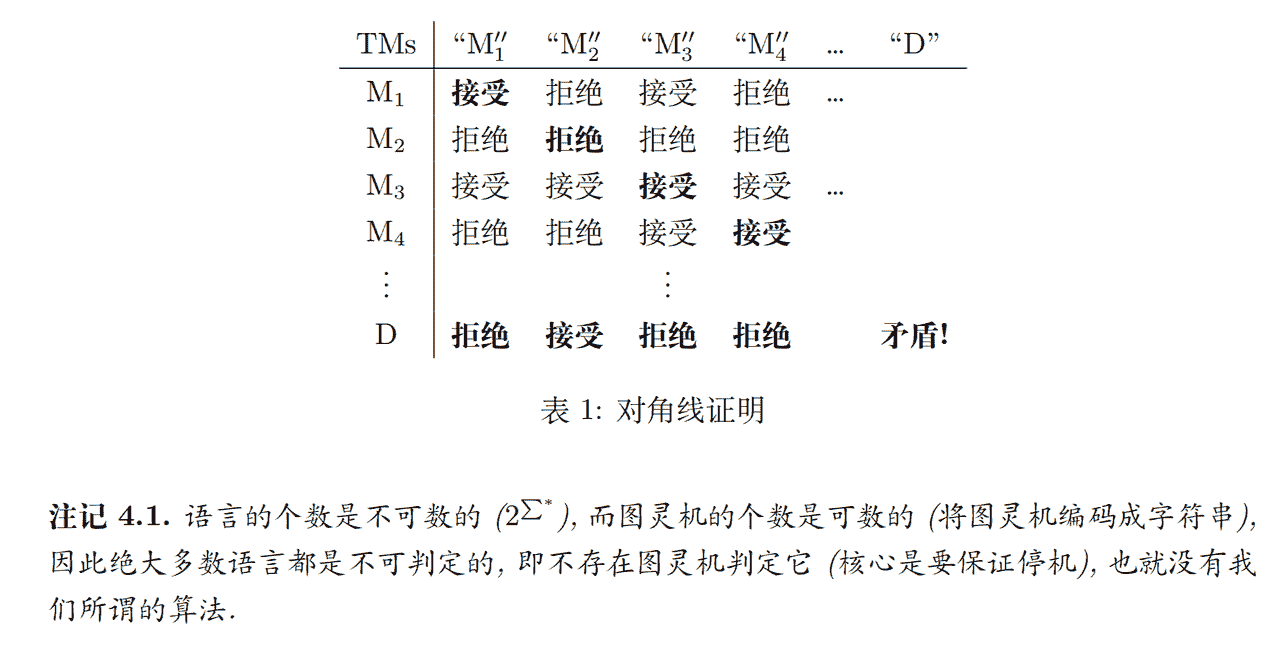 TMs “M₁″ “M₂″ “M₃″ “M₄″ … “D”
M₁ 接受 拒绝 接受 拒绝 …
M₂ 拒绝 拒绝 拒绝 拒绝
M₃ 接受 接受 接受 接受 …
M₄ 拒绝 拒绝 接受 接受
⋮ ⋮
D 拒绝 接受 拒绝 拒绝 矛盾!
表 1: 对角线证明
注记 4.1. 语言的个数是不可数的 (2^Σ*), 而图灵机的个数是可数的 (将图灵机编码成字符串),
因此绝大多数语言都是不可判定的, 即不存在图灵机判定它 (核心是要保证停机), 也就没有我
们所谓的算法.